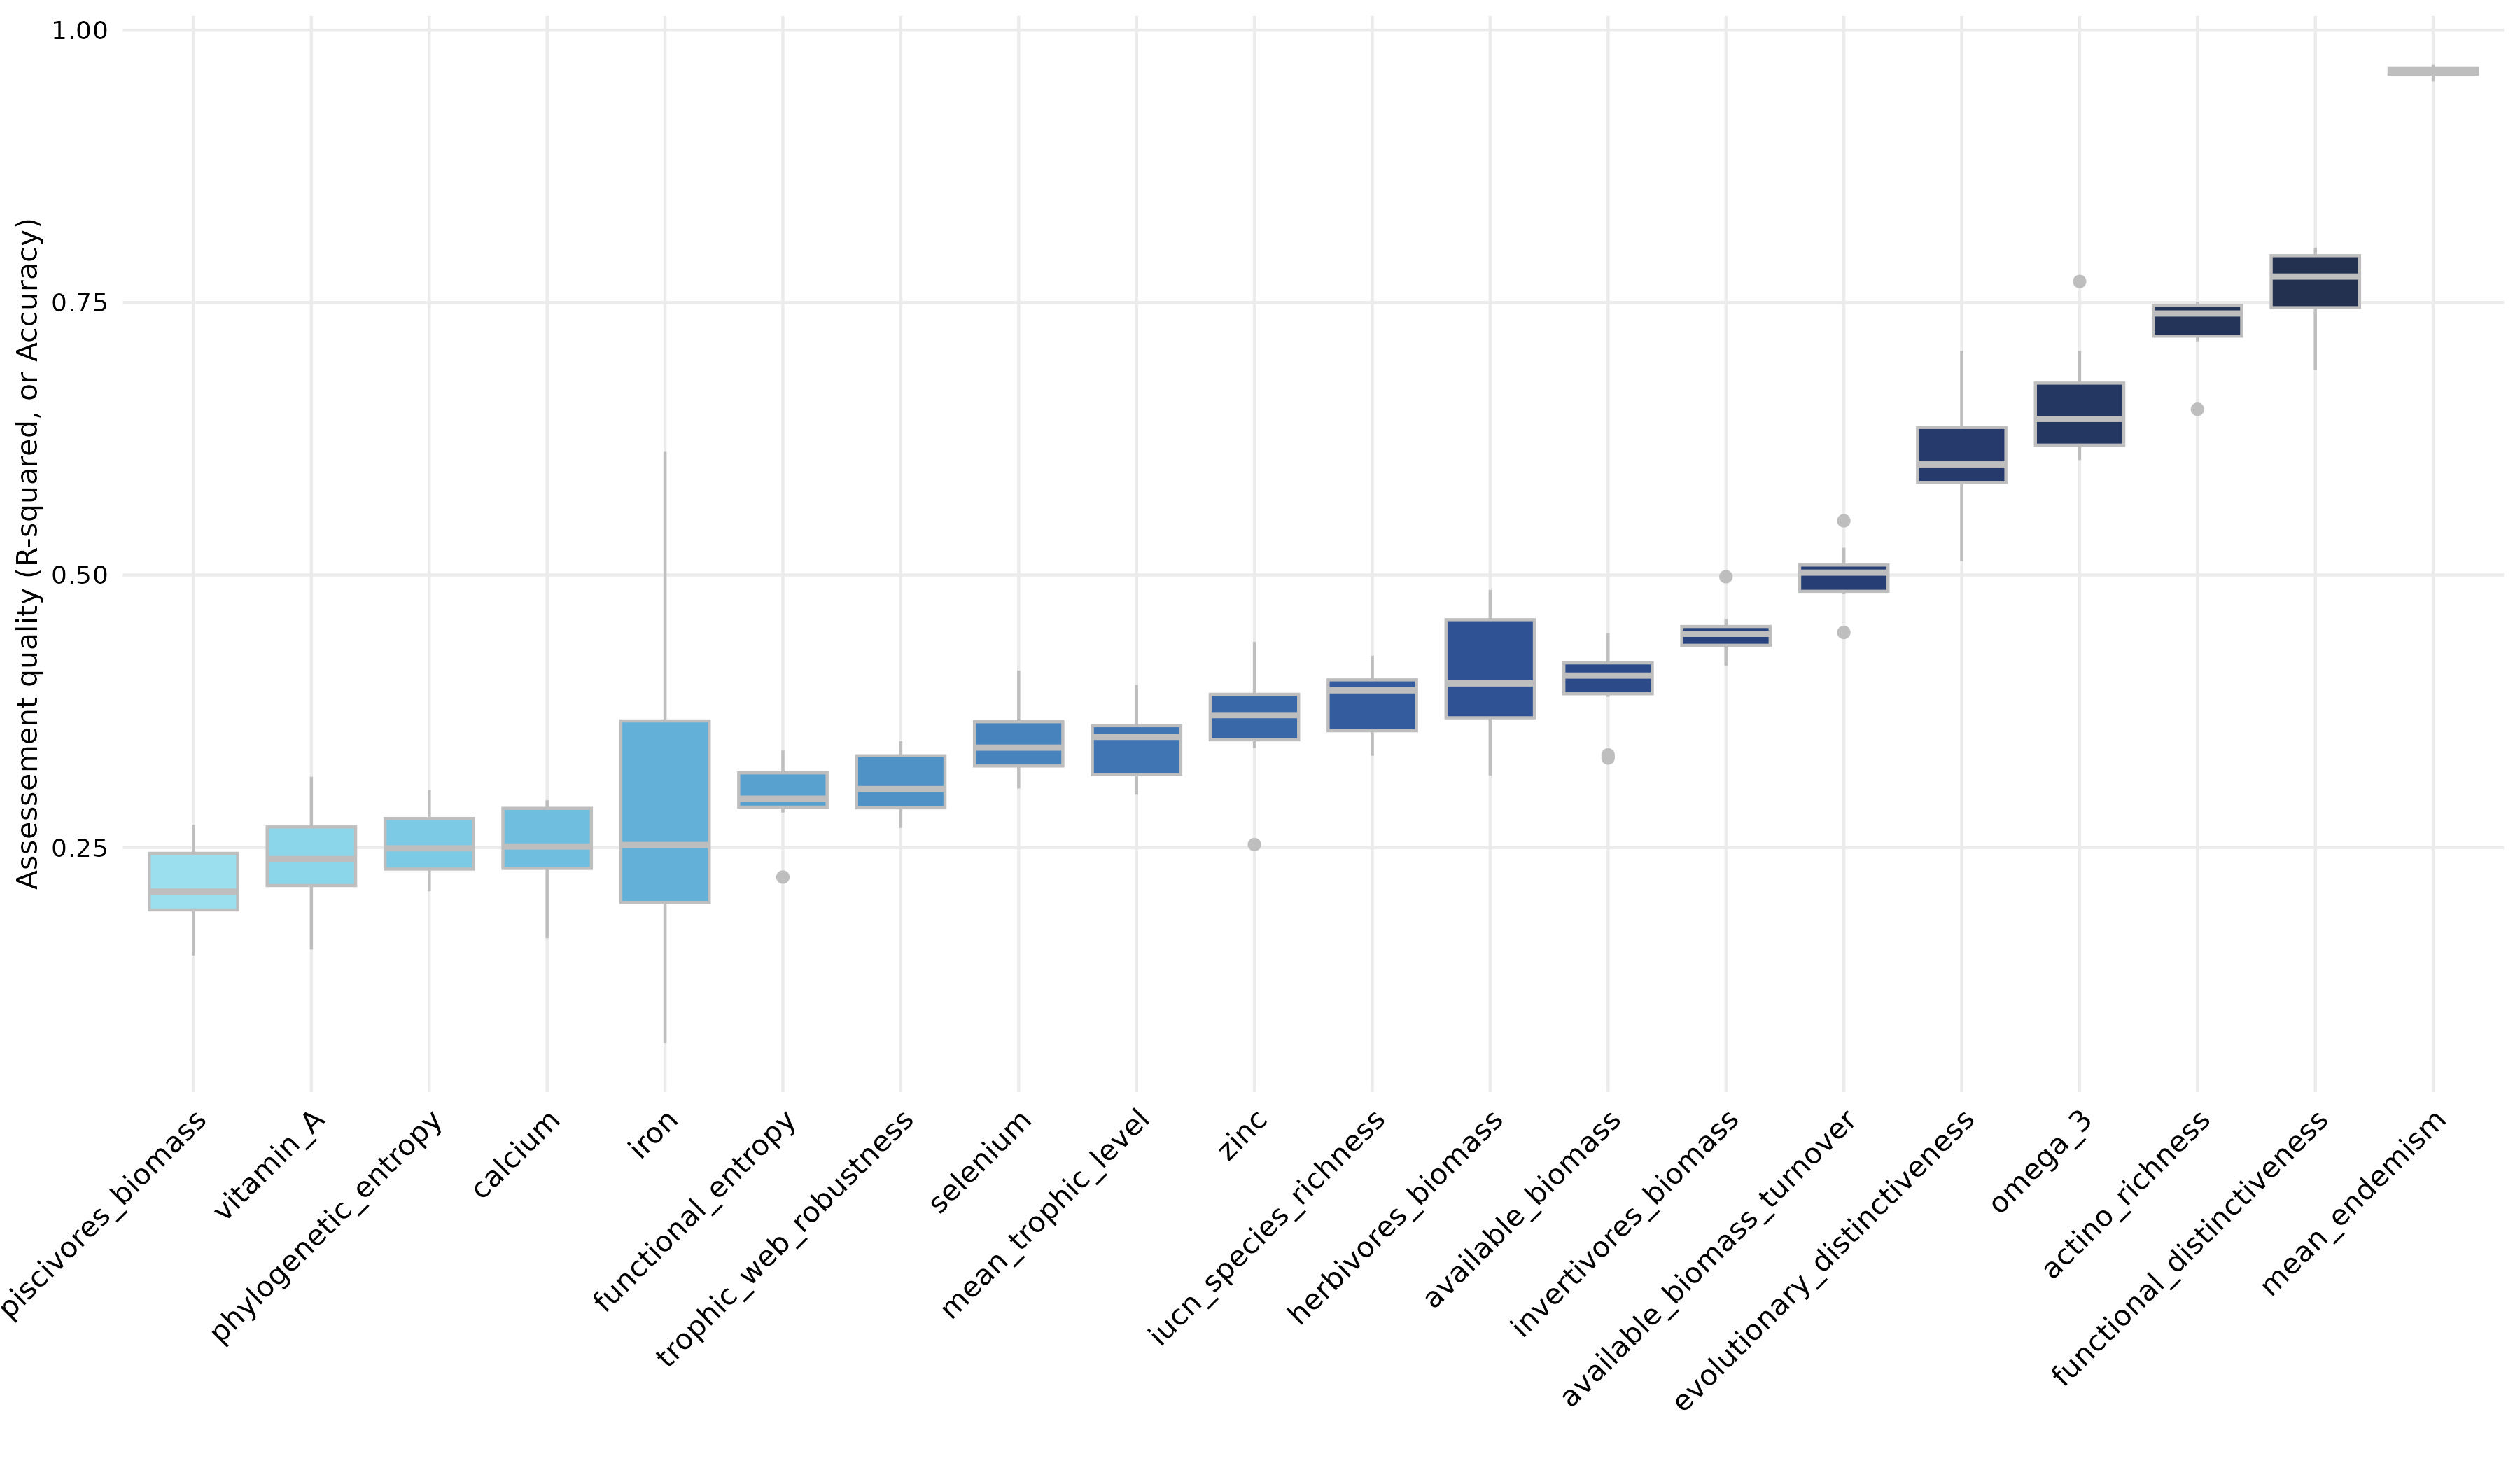 Assessement quality (R-squared, or Accuracy)
1.00
0.75
0.50
0.25
piscivores_biomass
vitamin_A
phylogenetic_entropy
calcium
iron
functional_entropy
trophic_web_robustness
selenium
mean_trophic_level
zinc
iucn_species_richness
herbivores_biomass
available_biomass
invertivores_biomass
available_biomass_turnover
evolutionary_distinctiveness
omega_3
actino_richness
functional_distinctiveness
mean_endemism